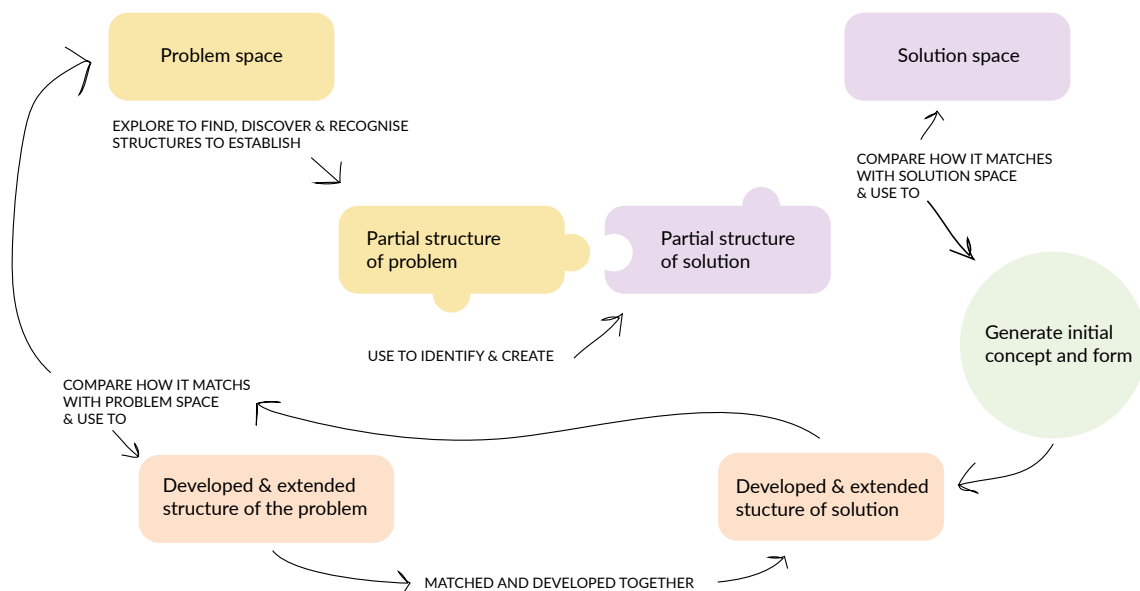 Problem space
Solution space
EXPLORE TO FIND, DISCOVER & RECOGNISE
STRUCTURES TO ESTABLISH
COMPARE HOW IT MATCHES
WITH SOLUTION SPACE
& USE TO
Partial structure
of problem
Partial structure
of solution
Generate initial
concept and form
USE TO IDENTIFY & CREATE
COMPARE HOW IT MATCHS
WITH PROBLEM SPACE
& USE TO
Developed & extended
structure of the problem
Developed & extended
stucture of solution
MATCHED AND DEVELOPED TOGETHER